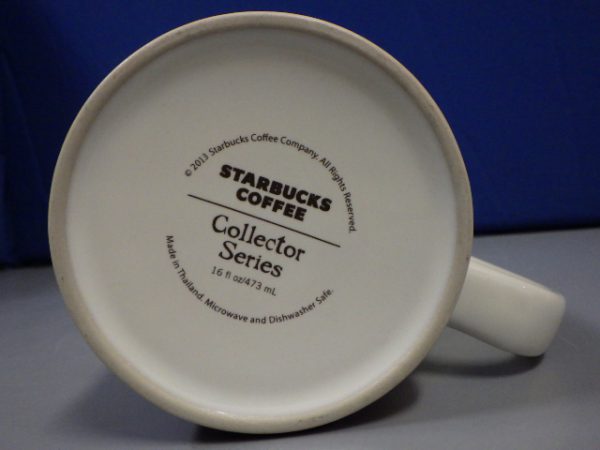 © 2013 Starbucks Coffee Company. All Rights Reserved.
STARBUCKS
COFFEE
Collector
Series
16 fl oz/473 mL
Made in Thailand. Microwave and Dishwasher Safe.